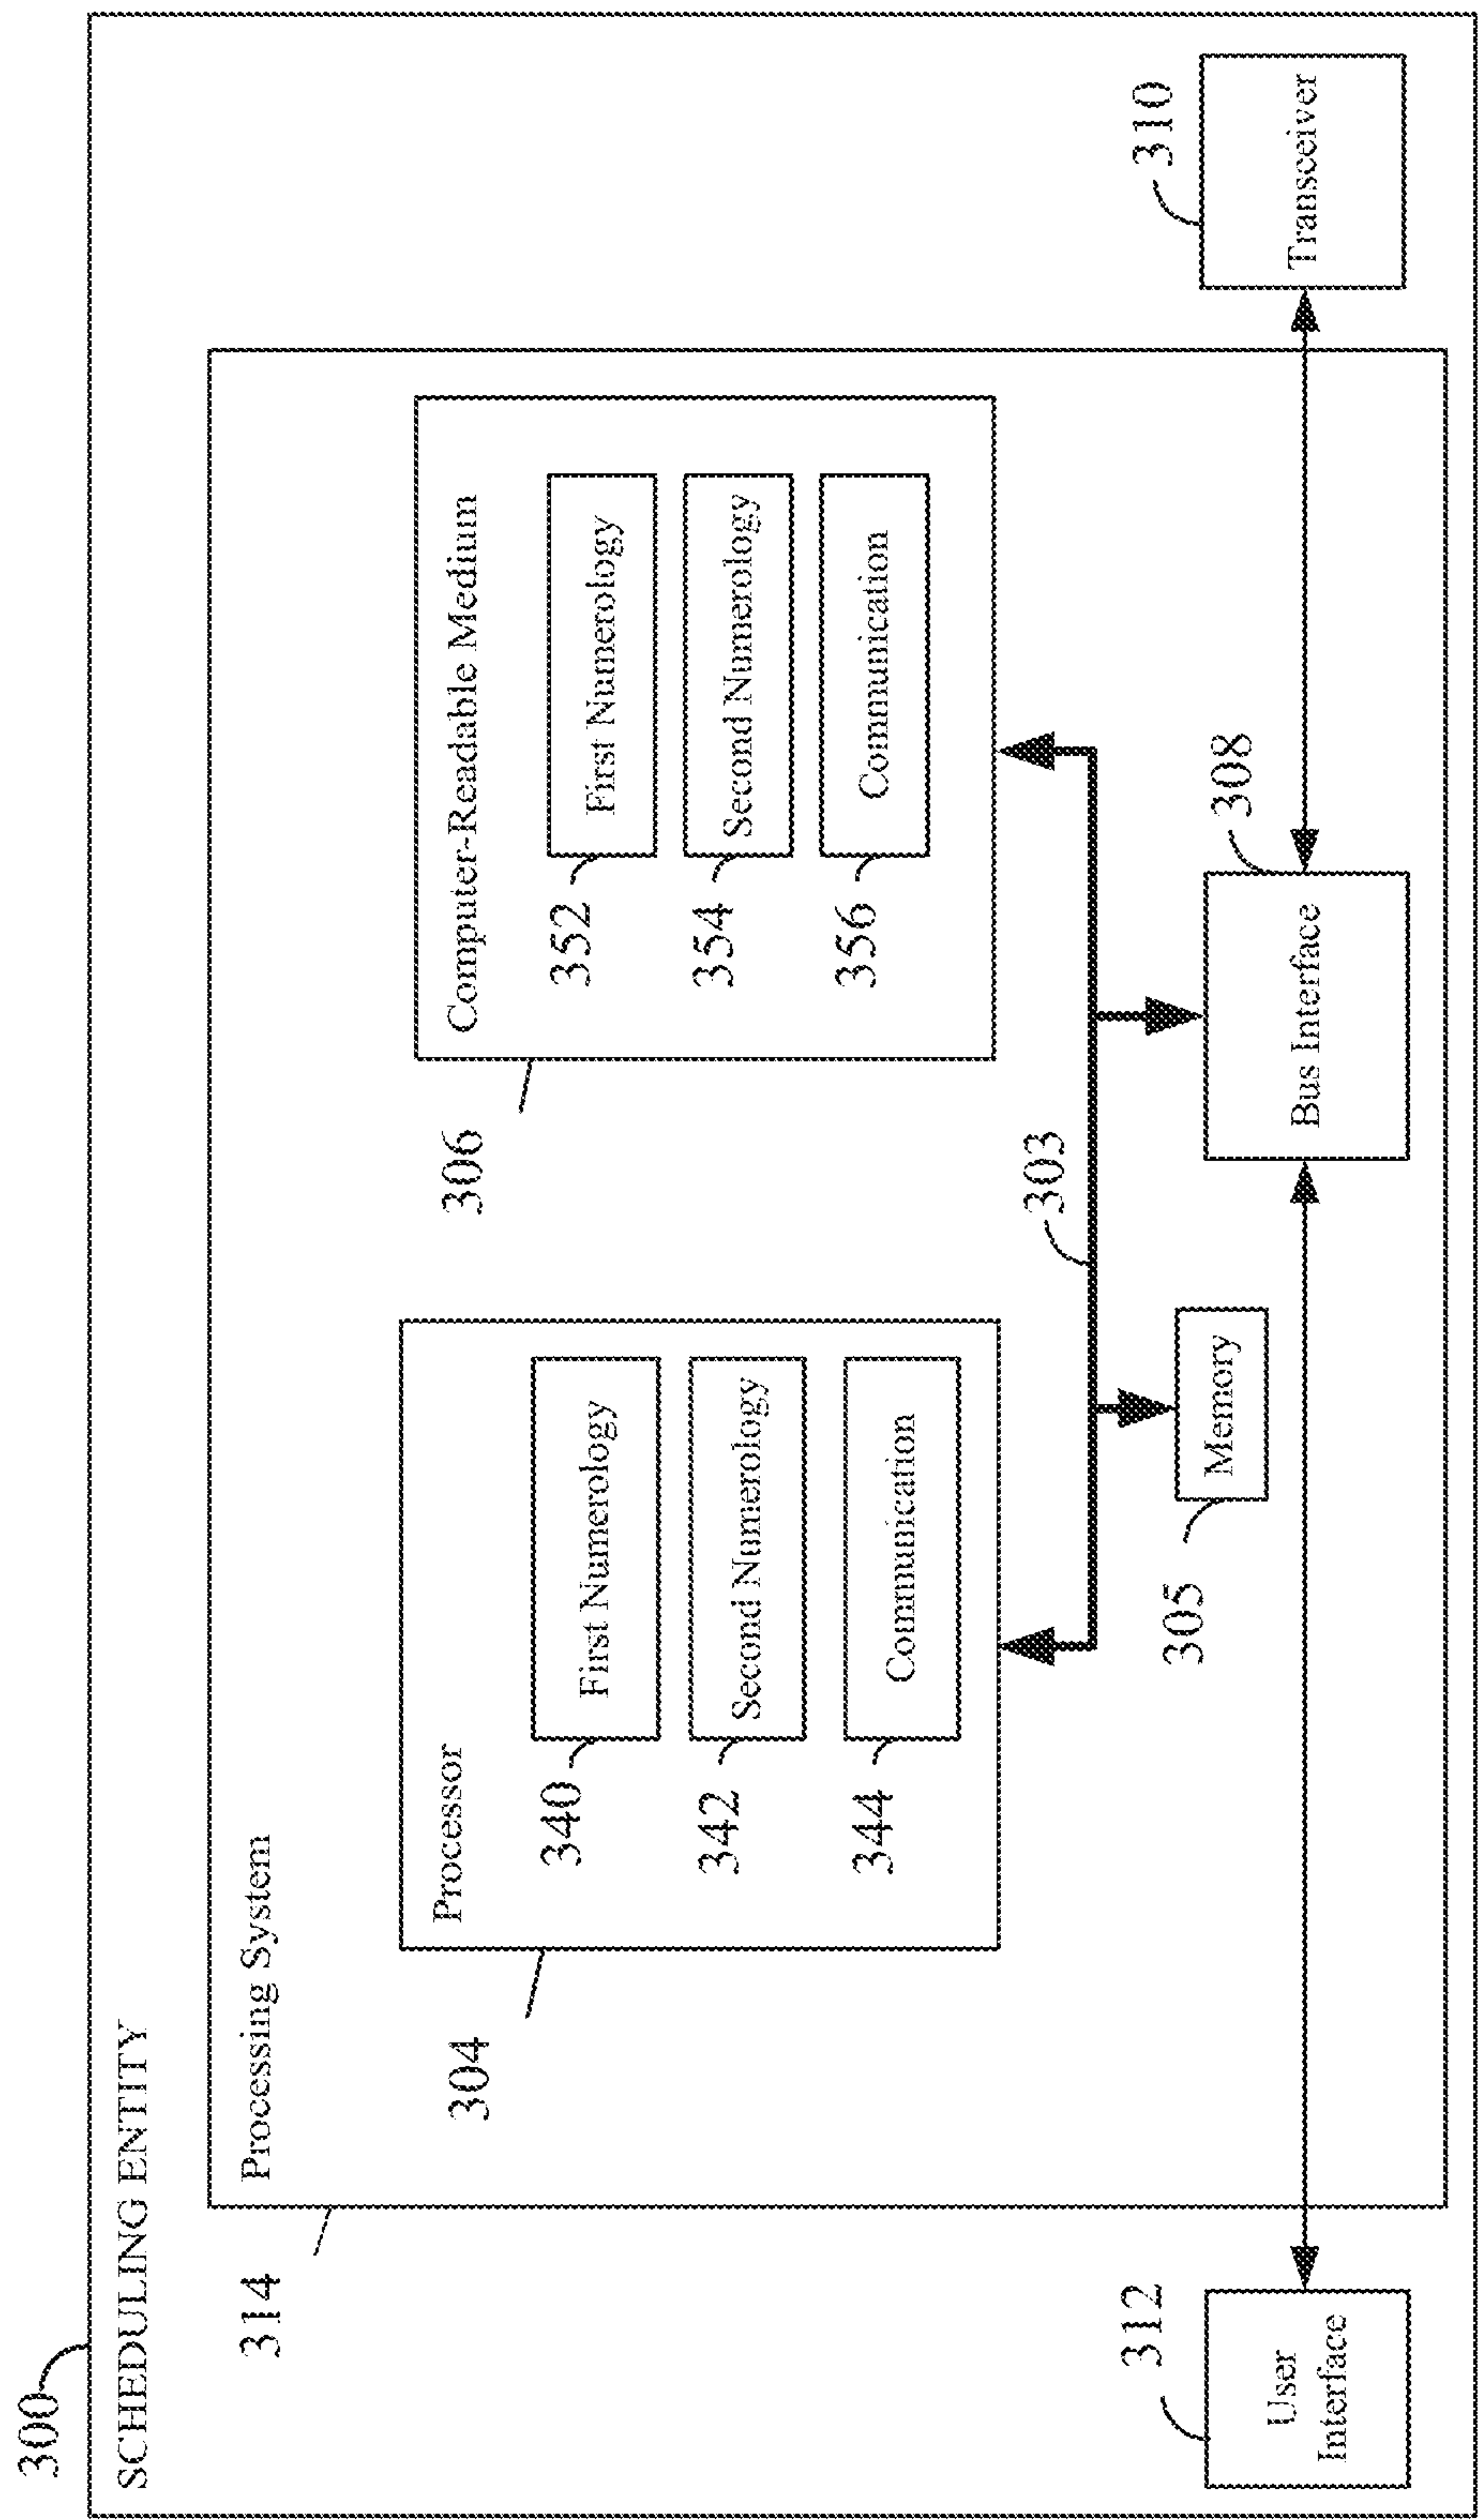 300
SCHEDULING ENTITY
314
Processing System
304
Processor
340
First Numerology
342
Second Numerology
344
Communication
306
Computer-Readable Medium
352
First Numerology
354
Second Numerology
356
Communication
303
305
Memory
308
Bus Interface
312
User
Interface
310
Transceiver